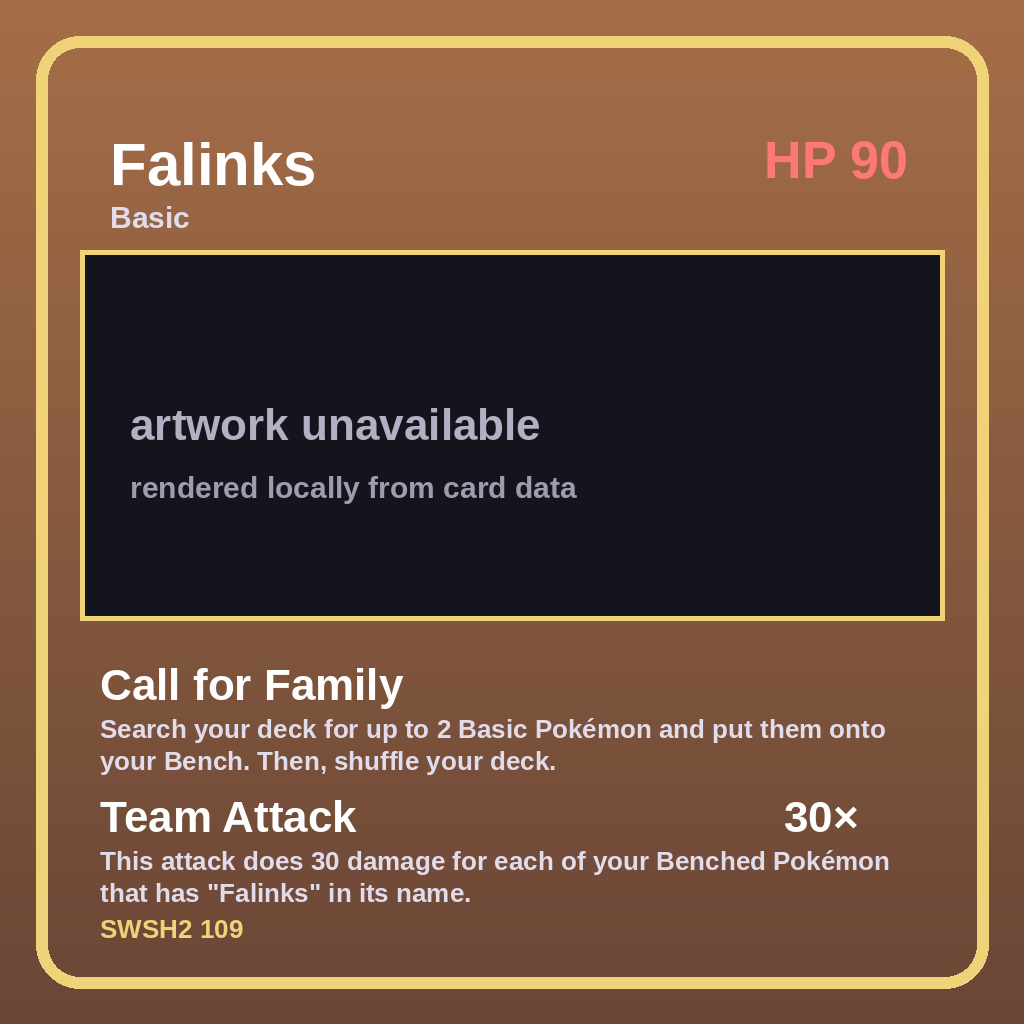 Falinks
HP 90
Basic
artwork unavailable
rendered locally from card data
Call for Family
Search your deck for up to 2 Basic Pokémon and put them onto
your Bench. Then, shuffle your deck.
Team Attack
30×
This attack does 30 damage for each of your Benched Pokémon
that has "Falinks" in its name.
SWSH2 109